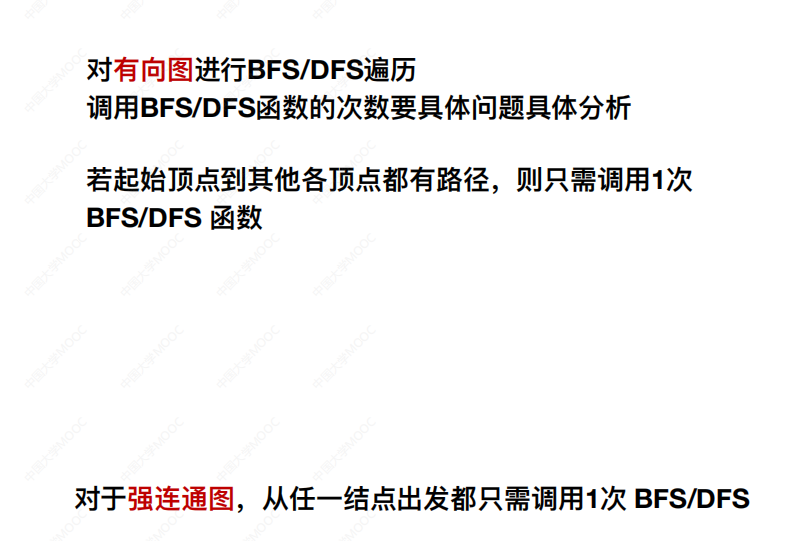 对有向图进行BFS/DFS遍历
调用BFS/DFS函数的次数要具体问题具体分析
若起始顶点到其他各顶点都有路径，则只需调用1次
BFS/DFS 函数
对于强连通图，从任一结点出发都只需调用1次 BFS/DFS